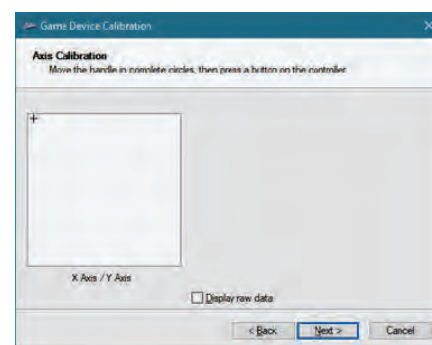 Game Device Calibration
Axis Calibration
Move the handle in complete circles, then press a button on the controller.
X Axis / Y Axis
Display raw data
< Back
Next >
Cancel